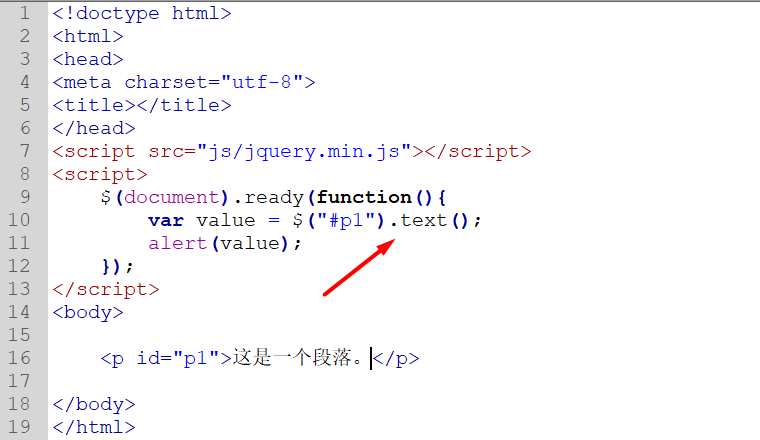 1 <!doctype html>
2 <html>
3 <head>
4 <meta charset="utf-8">
5 <title></title>
6 </head>
7 <script src="js/jquery.min.js"></script>
8 <script>
9     $(document).ready(function(){
10         var value = $("#p1").text();
11         alert(value);
12     });
13 </script>
14 <body>
15
16     <p id="p1">这是一个段落。</p>
17
18 </body>
19 </html>